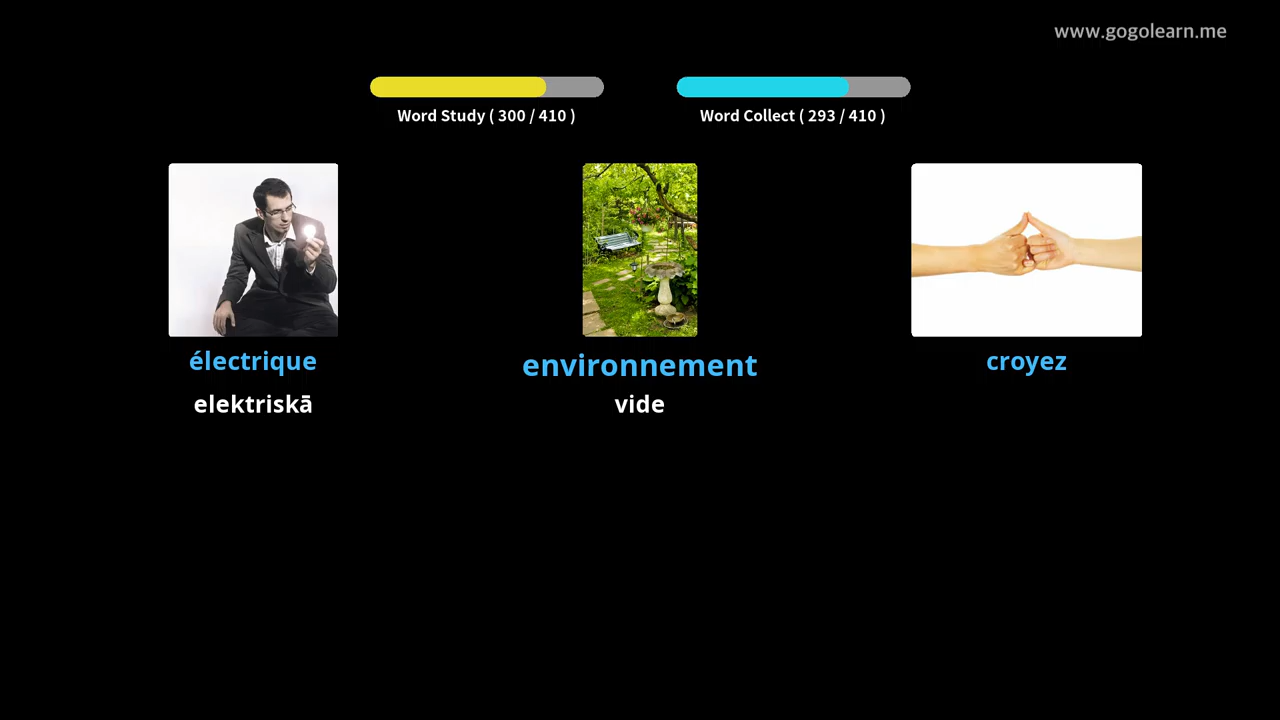 www.gogolearn.me
Word Study ( 300 / 410 )
Word Collect ( 293 / 410 )
électrique
environnement
croyez
elektriskā
vide